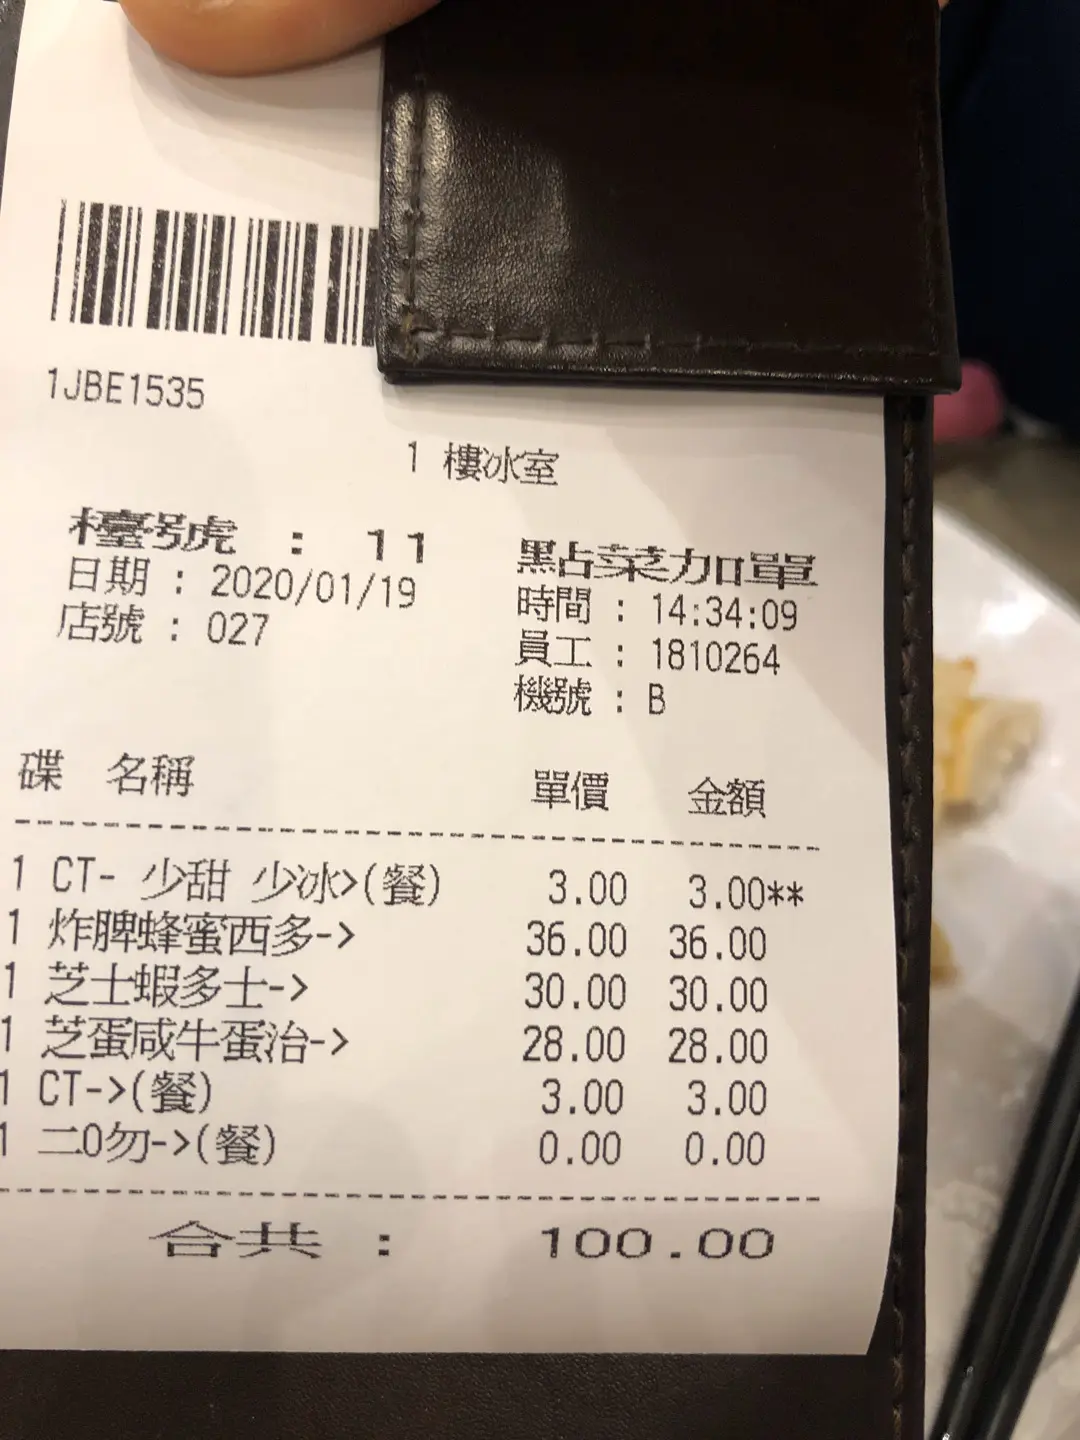 1JBE1535
1 樓冰室
檯號 : 11 點菜加單
日期 : 2020/01/19 時間 : 14:34:09
店號 : 027 員工 : 1810264
機號 : B
碟 名稱 單價 金額
1 CT- 少甜 少冰>(餐) 3.00 3.00**
1 炸脾蜂蜜西多-> 36.00 36.00
1 芝士蝦多士-> 30.00 30.00
1 芝蛋咸牛蛋治-> 28.00 28.00
1 CT->(餐) 3.00 3.00
1 二0勿->(餐) 0.00 0.00
合共 : 100.00